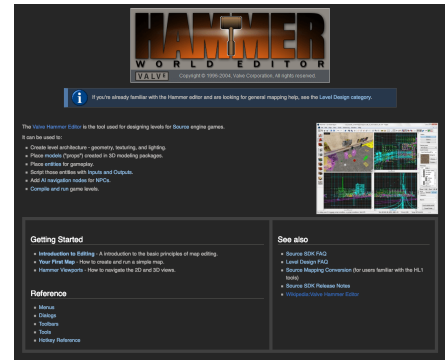 HAMMER
WORLD EDITOR
VALVE Copyright © 1996-2004, Valve Corporation, All rights reserved.
If you're already familiar with the Hammer editor and are looking for general mapping help, see the Level Design category.
The Valve Hammer Editor is the tool used for designing levels for Source engine games.
It can be used to:
Create level architecture - geometry, texturing, and lighting.
Place models ("props") created in 3D modeling packages.
Place entities for gameplay.
Script those entities with Inputs and Outputs.
Add AI navigation nodes for NPCs.
Compile and run game levels.
Getting Started
Introduction to Editing - A introduction to the basic principles of map editing.
Your First Map - How to create and run a simple map.
Hammer Viewports - How to navigate the 2D and 3D views.
Reference
Menus
Dialogs
Toolbars
Tools
Hotkey Reference
See also
Source SDK FAQ
Level Design FAQ
Source Mapping Conversion (for users familiar with the HL1
tools)
Source SDK Release Notes
Wikipedia:Valve Hammer Editor